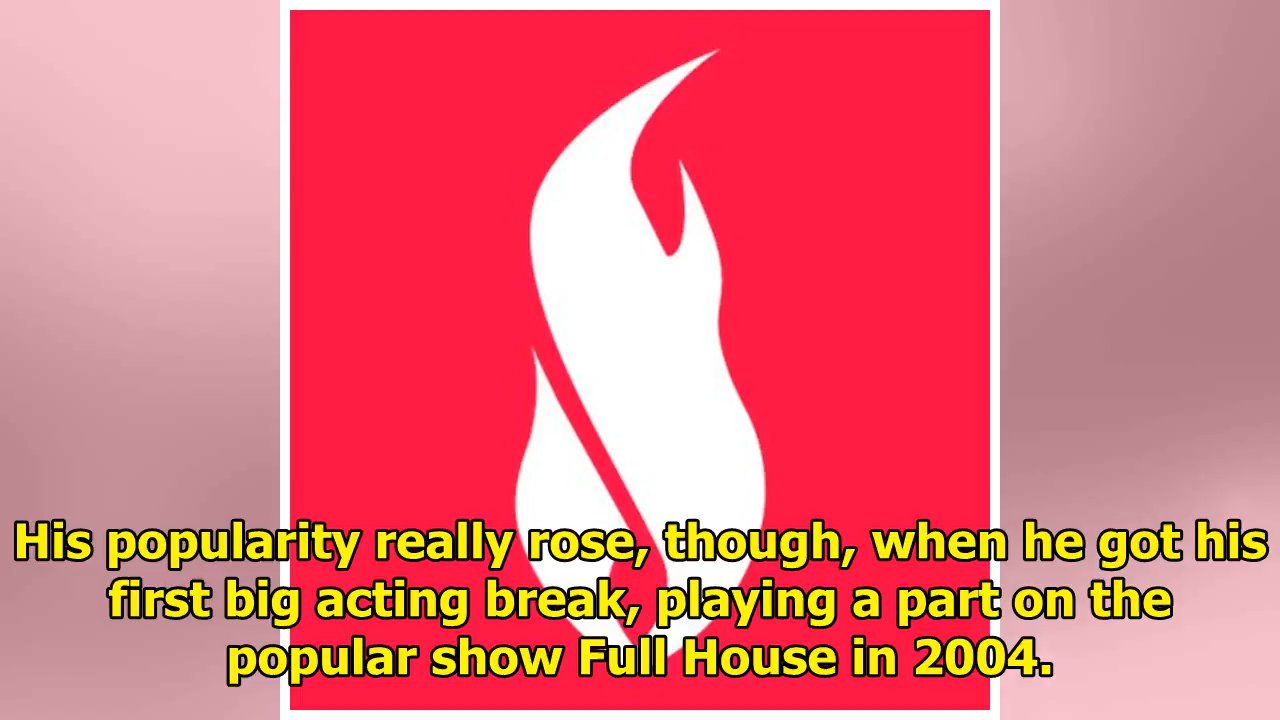 His popularity really rose, though, when he got his
first big acting break, playing a part on the
popular show Full House in 2004.